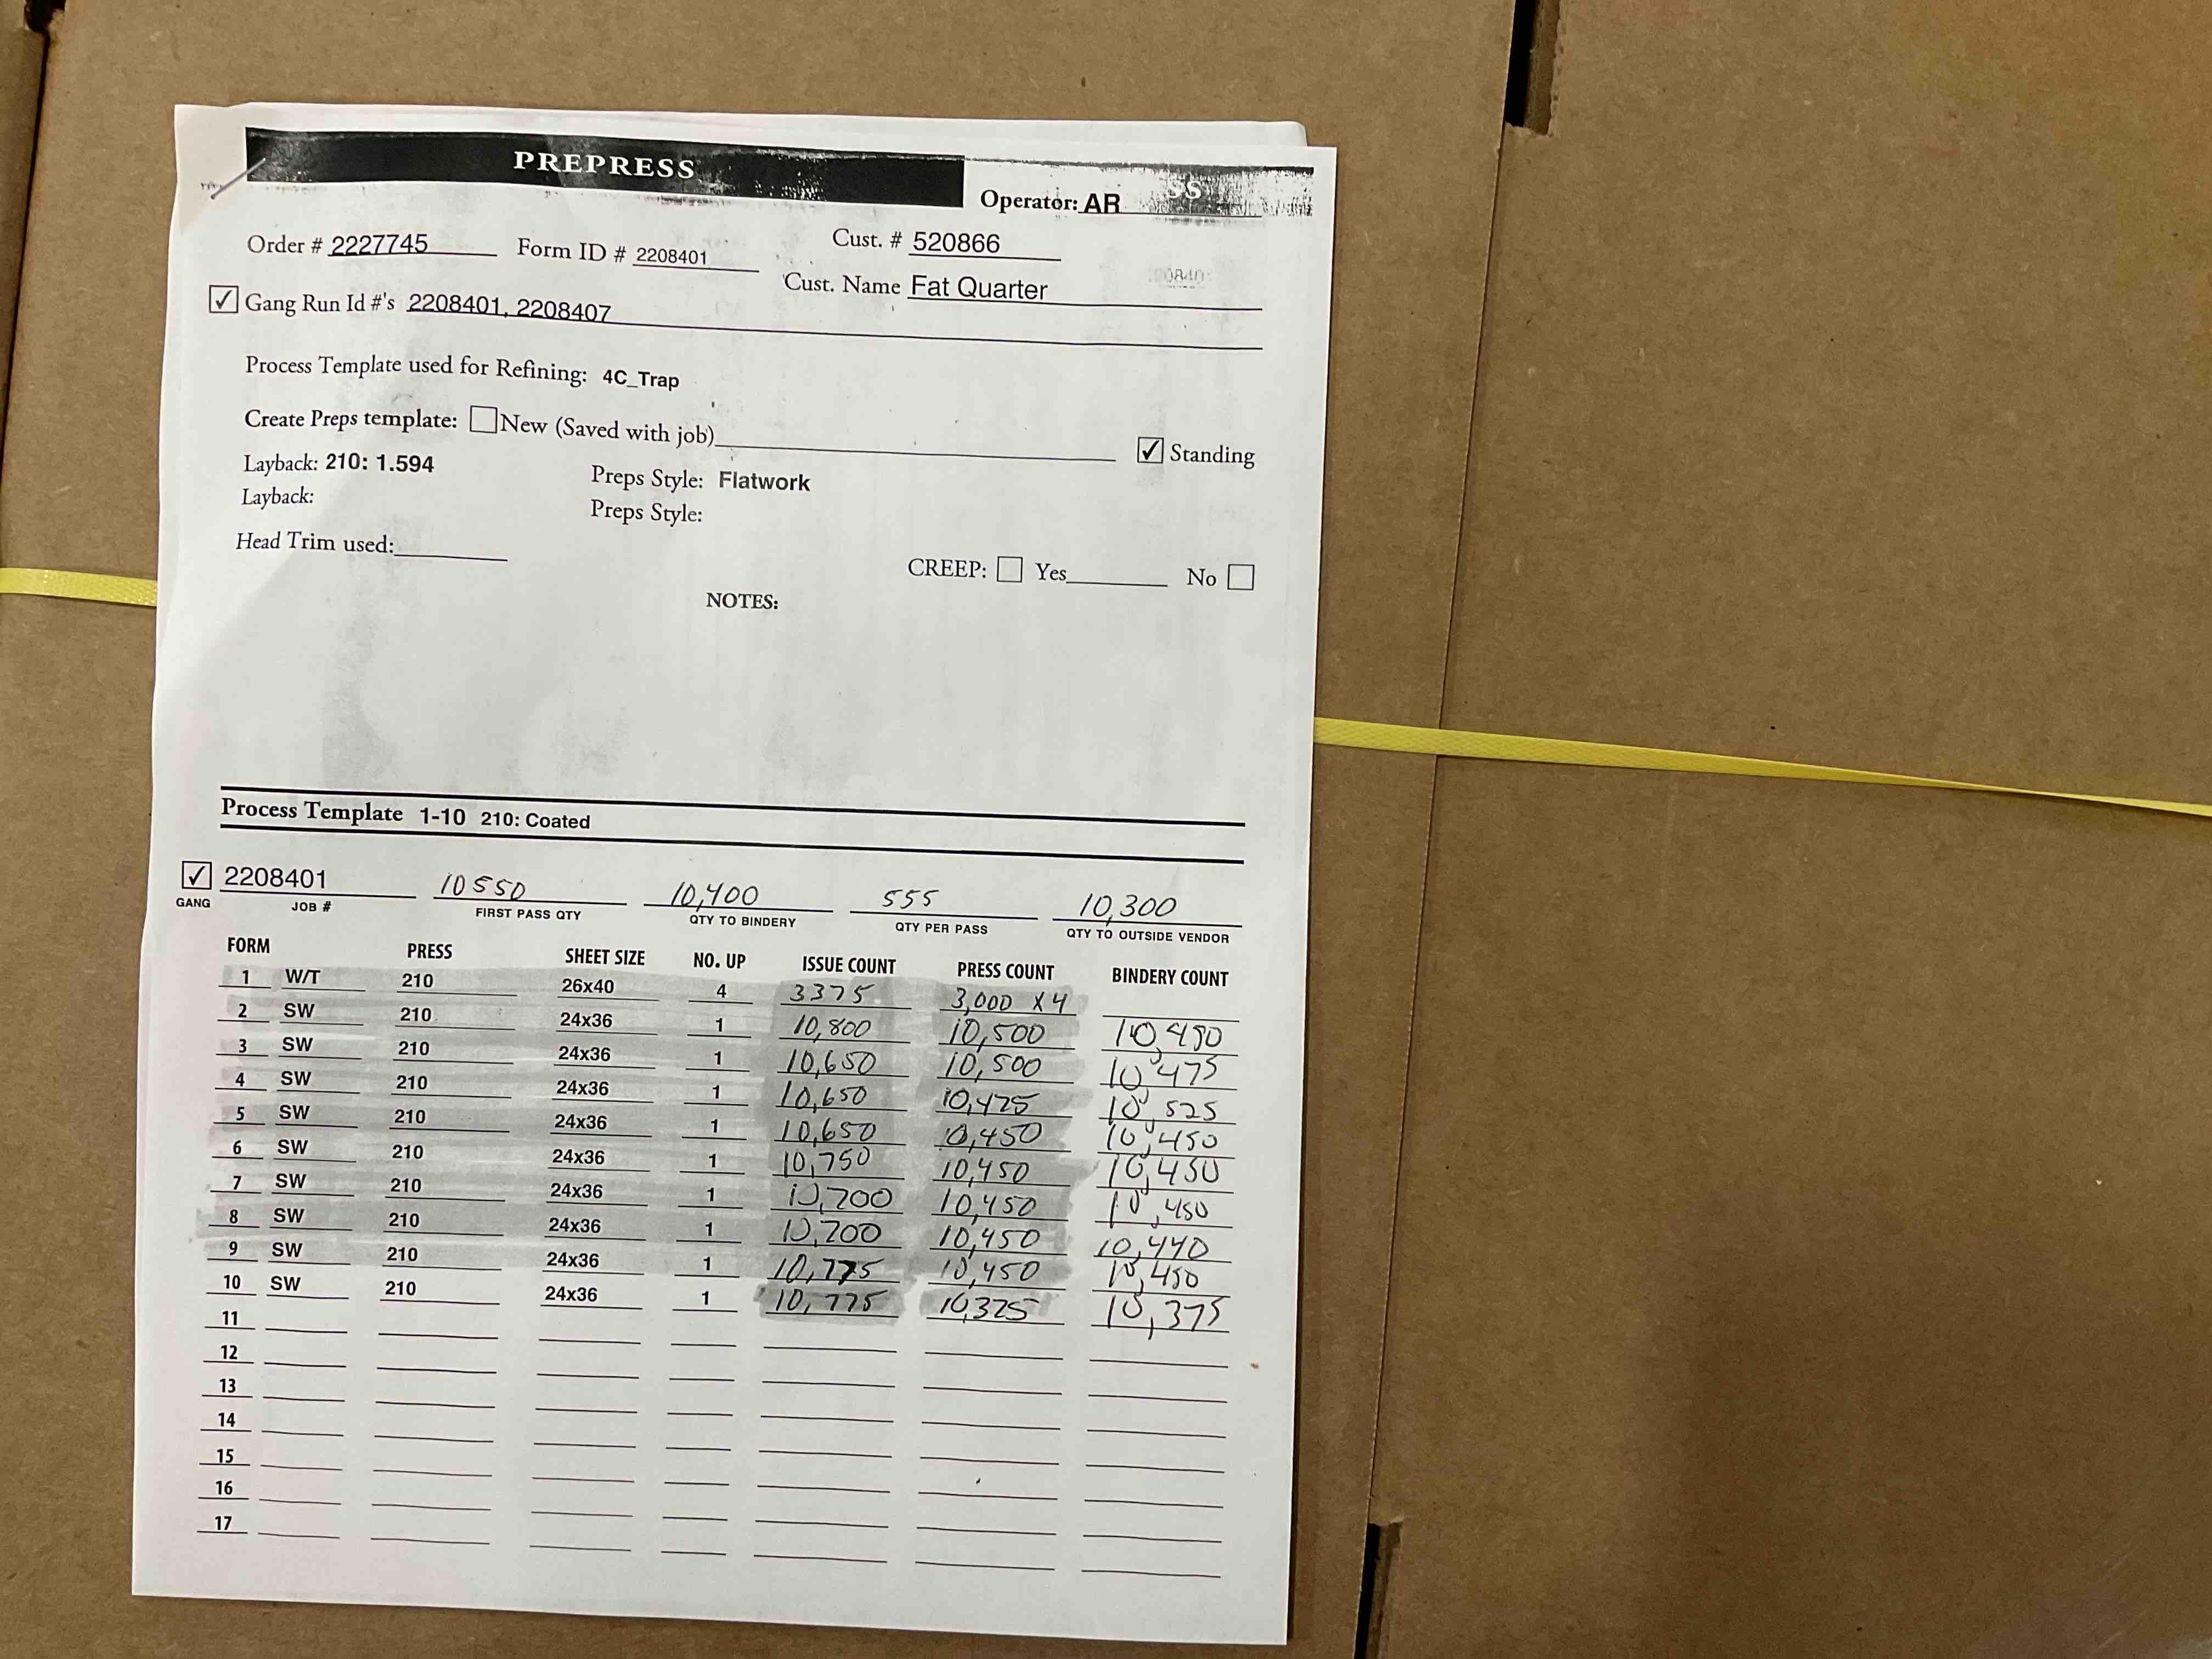 PREPRESS
Operator: AR
SS
Order # 2227745 Form ID # 2208401 Cust. # 520866
Cust. Name Fat Quarter
✓ Gang Run Id #'s 2208401, 2208407
Process Template used for Refining: 4C_Trap
Create Preps template: New (Saved with job) ✓ Standing
Layback: 210: 1.594 Preps Style: Flatwork
Layback: Preps Style:
Head Trim used:
CREEP: Yes No
NOTES:
Process Template 1-10 210: Coated
✓ 2208401 10550 10,400 555 10,300
GANG JOB # FIRST PASS QTY QTY TO BINDERY QTY PER PASS QTY TO OUTSIDE VENDOR
FORM PRESS SHEET SIZE NO. UP ISSUE COUNT PRESS COUNT BINDERY COUNT
1 W/T 210 26x40 4 3375 3,000 X 4
2 SW 210 24x36 1 10,800 10,500
3 SW 210 24x36 1 10,650 10,500 10,475
4 SW 210 24x36 1 10,650 10,425 10,525
5 SW 210 24x36 1 10,650 10,450 10,450
6 SW 210 24x36 1 10,750 10,450 10,450
7 SW 210 24x36 1 10,700 10,450 10,450
8 SW 210 24x36 1 10,700 10,450 10,440
9 SW 210 24x36 1 10,775 10,450 10,450
10 SW 210 24x36 1 10,775 10,325 10,375
11
12
13
14
15
16
17